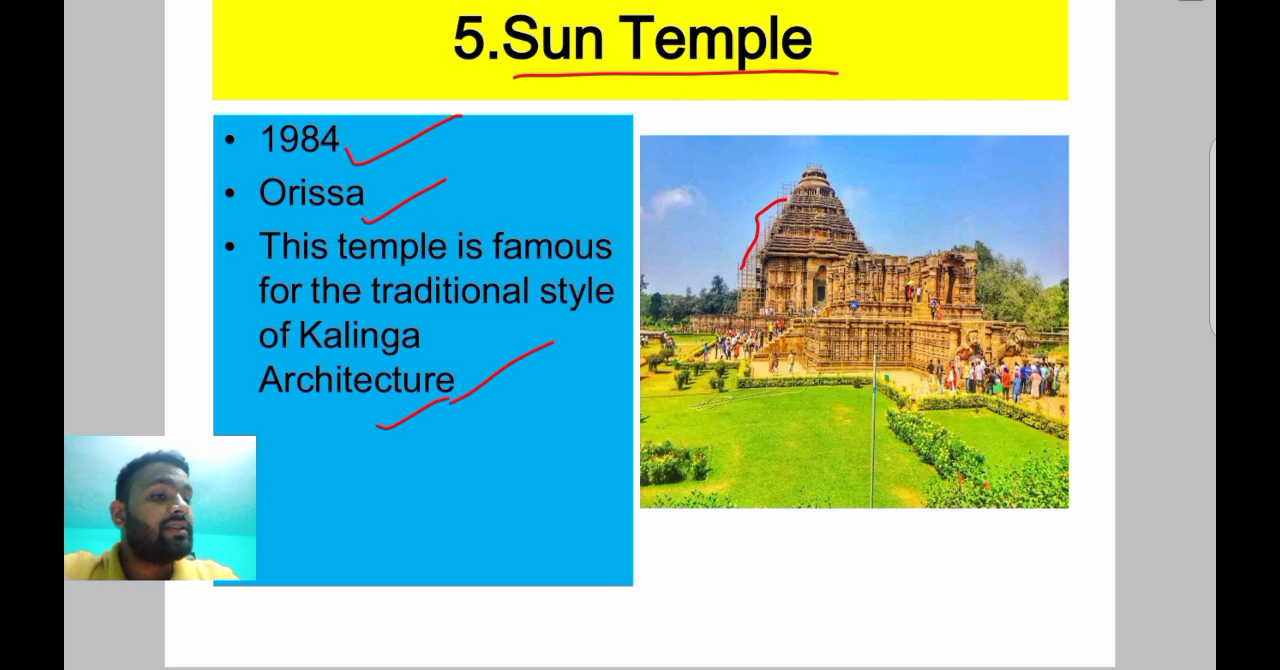 5.Sun Temple
• 1984
• Orissa
• This temple is famous
for the traditional style
of Kalinga
Architecture